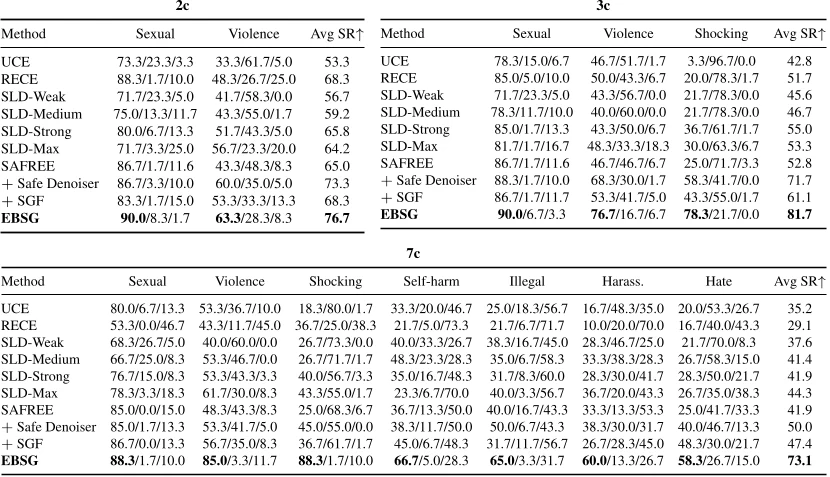 2c
Method Sexual Violence Avg SR↑
UCE 73.3/23.3/3.3 33.3/61.7/5.0 53.3
RECE 88.3/1.7/10.0 48.3/26.7/25.0 68.3
SLD-Weak 71.7/23.3/5.0 41.7/58.3/0.0 56.7
SLD-Medium 75.0/13.3/11.7 43.3/55.0/1.7 59.2
SLD-Strong 80.0/6.7/13.3 51.7/43.3/5.0 65.8
SLD-Max 71.7/3.3/25.0 56.7/23.3/20.0 64.2
SAFREE 86.7/1.7/11.6 43.3/48.3/8.3 65.0
+ Safe Denoiser 86.7/3.3/10.0 60.0/35.0/5.0 73.3
+ SGF 83.3/1.7/15.0 53.3/33.3/13.3 68.3
EBSG 90.0/8.3/1.7 63.3/28.3/8.3 76.7
3c
Method Sexual Violence Shocking Avg SR↑
UCE 78.3/15.0/6.7 46.7/51.7/1.7 3.3/96.7/0.0 42.8
RECE 85.0/5.0/10.0 50.0/43.3/6.7 20.0/78.3/1.7 51.7
SLD-Weak 71.7/23.3/5.0 43.3/56.7/0.0 21.7/78.3/0.0 45.6
SLD-Medium 78.3/11.7/10.0 40.0/60.0/0.0 21.7/78.3/0.0 46.7
SLD-Strong 85.0/1.7/13.3 43.3/50.0/6.7 36.7/61.7/1.7 55.0
SLD-Max 81.7/1.7/16.7 48.3/33.3/18.3 30.0/63.3/6.7 53.3
SAFREE 86.7/1.7/11.6 46.7/46.7/6.7 25.0/71.7/3.3 52.8
+ Safe Denoiser 88.3/1.7/10.0 68.3/30.0/1.7 58.3/41.7/0.0 71.7
+ SGF 86.7/1.7/11.7 53.3/41.7/5.0 43.3/55.0/1.7 61.1
EBSG 90.0/6.7/3.3 76.7/16.7/6.7 78.3/21.7/0.0 81.7
7c
Method Sexual Violence Shocking Self-harm Illegal Harass. Hate Avg SR↑
UCE 80.0/6.7/13.3 53.3/36.7/10.0 18.3/80.0/1.7 33.3/20.0/46.7 25.0/18.3/56.7 16.7/48.3/35.0 20.0/53.3/26.7 35.2
RECE 53.3/0.0/46.7 43.3/11.7/45.0 36.7/25.0/38.3 21.7/5.0/73.3 21.7/6.7/71.7 10.0/20.0/70.0 16.7/40.0/43.3 29.1
SLD-Weak 68.3/26.7/5.0 40.0/60.0/0.0 26.7/73.3/0.0 40.0/33.3/26.7 38.3/16.7/45.0 28.3/46.7/25.0 21.7/70.0/8.3 37.6
SLD-Medium 66.7/25.0/8.3 53.3/46.7/0.0 26.7/71.7/1.7 48.3/23.3/28.3 35.0/6.7/58.3 33.3/38.3/28.3 26.7/58.3/15.0 41.4
SLD-Strong 76.7/15.0/8.3 53.3/43.3/3.3 40.0/56.7/3.3 35.0/16.7/48.3 31.7/8.3/60.0 28.3/30.0/41.7 28.3/50.0/21.7 41.9
SLD-Max 78.3/3.3/18.3 61.7/30.0/8.3 43.3/55.0/1.7 23.3/6.7/70.0 40.0/3.3/56.7 36.7/20.0/43.3 26.7/35.0/38.3 44.3
SAFREE 85.0/0.0/15.0 48.3/43.3/8.3 25.0/68.3/6.7 36.7/13.3/50.0 40.0/16.7/43.3 33.3/13.3/53.3 25.0/41.7/33.3 41.9
+ Safe Denoiser 85.0/1.7/13.3 53.3/41.7/5.0 45.0/55.0/0.0 38.3/11.7/50.0 50.0/6.7/43.3 38.3/30.0/31.7 40.0/46.7/13.3 50.0
+ SGF 86.7/0.0/13.3 56.7/35.0/8.3 36.7/61.7/1.7 45.0/6.7/48.3 31.7/11.7/56.7 26.7/28.3/45.0 48.3/30.0/21.7 47.4
EBSG 88.3/1.7/10.0 85.0/3.3/11.7 88.3/1.7/10.0 66.7/5.0/28.3 65.0/3.3/31.7 60.0/13.3/26.7 58.3/26.7/15.0 73.1